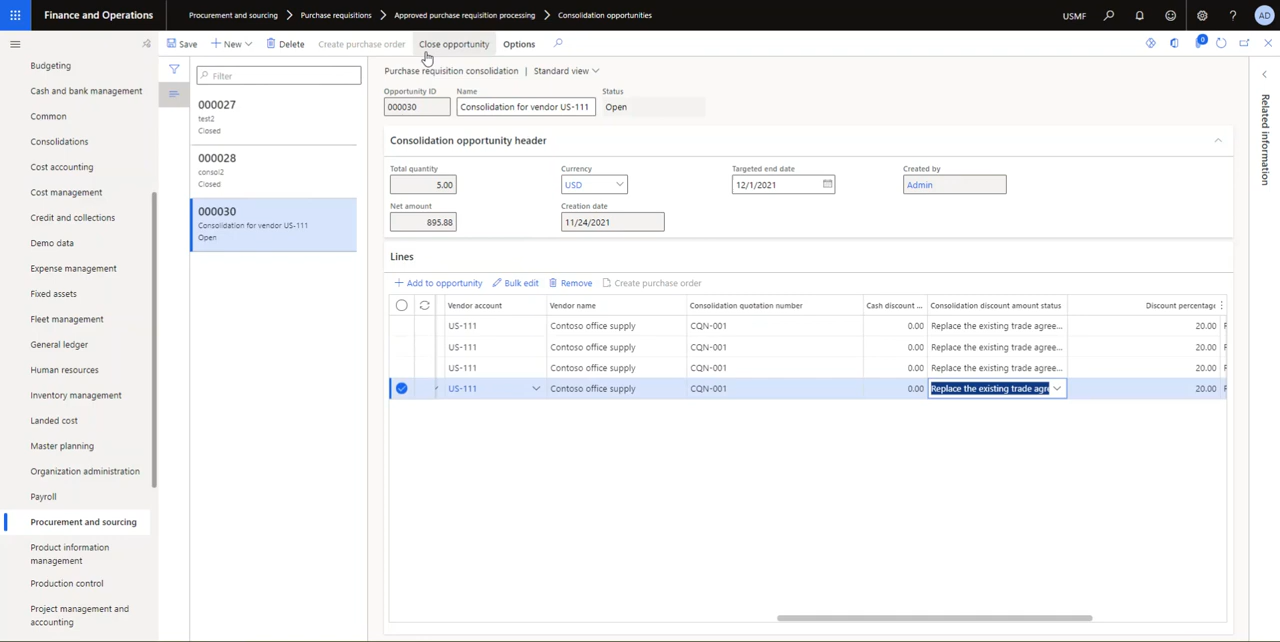 Finance and Operations
Procurement and sourcing
Purchase requisitions
Approved purchase requisition processing
Consolidation opportunities
USMF
?
AD
Save
New
Delete
Create purchase order
Close opportunity
Options
0
Budgeting
Cash and bank management
Common
Consolidations
Cost accounting
Cost management
Credit and collections
Demo data
Expense management
Fixed assets
Fleet management
General ledger
Human resources
Inventory management
Landed cost
Master planning
Organization administration
Payroll
Procurement and sourcing
Product information
management
Production control
Project management and
accounting
Filter
000027
test2
Closed
000028
consol2
Closed
000030
Consolidation for vendor US-111
Open
Purchase requisition consolidation | Standard view
Opportunity ID Name Status
000030 Consolidation for vendor US-111 Open
Consolidation opportunity header
Total quantity Currency Targeted end date Created by
5.00 USD 12/1/2021 Admin
Net amount Creation date
895.88 11/24/2021
Lines
Add to opportunity Bulk edit Remove Create purchase order
Vendor account Vendor name Consolidation quotation number Cash discount ... Consolidation discount amount status Discount percentage
US-111 Contoso office supply CQN-001 0.00 Replace the existing trade agree... 20.00
US-111 Contoso office supply CQN-001 0.00 Replace the existing trade agree... 20.00
US-111 Contoso office supply CQN-001 0.00 Replace the existing trade agree... 20.00
US-111 Contoso office supply CQN-001 0.00 Replace the existing trade agre 20.00
Related information